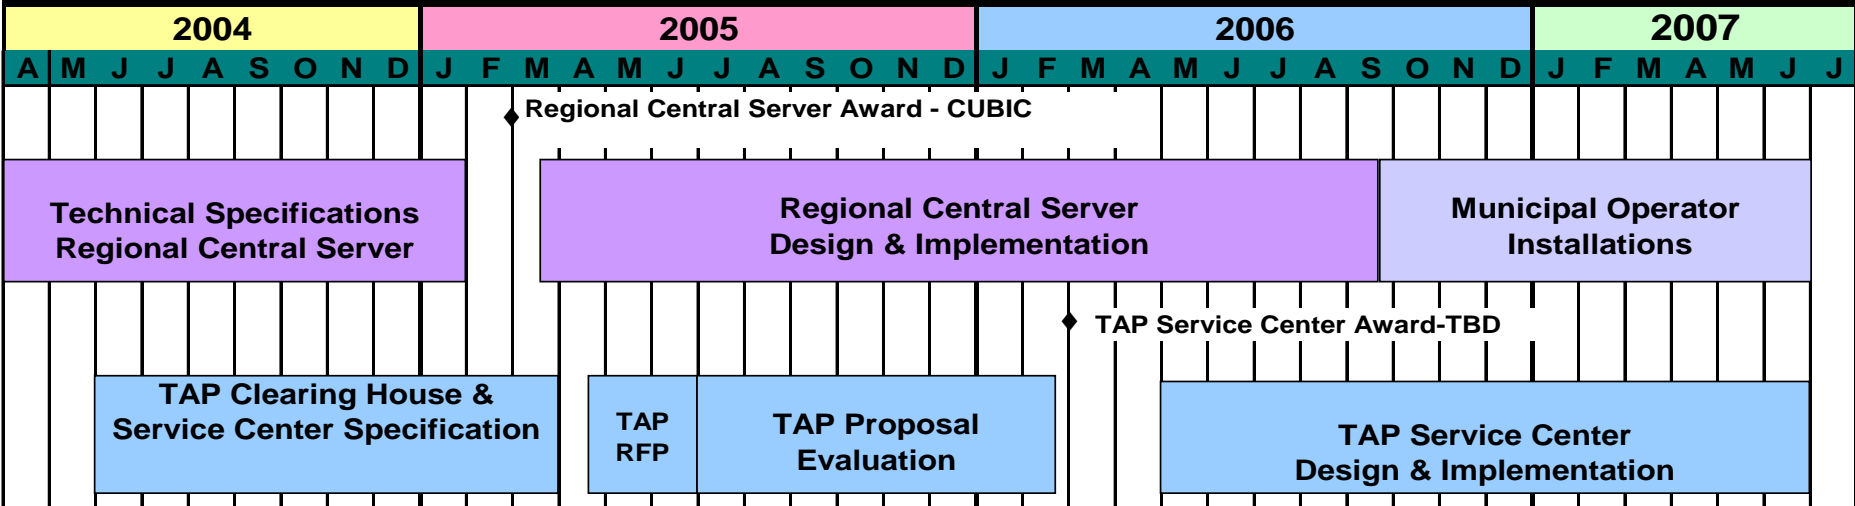 2004 2005 2006 2007
A M J J A S O N D J F M A M J J A S O N D J F M A M J J A S O N D J F M A M J J
Regional Central Server Award - CUBIC
Technical Specifications
Regional Central Server
Regional Central Server
Design & Implementation
Municipal Operator
Installations
TAP Service Center Award-TBD
TAP Clearing House &
Service Center Specification
TAP
RFP
TAP Proposal
Evaluation
TAP Service Center
Design & Implementation